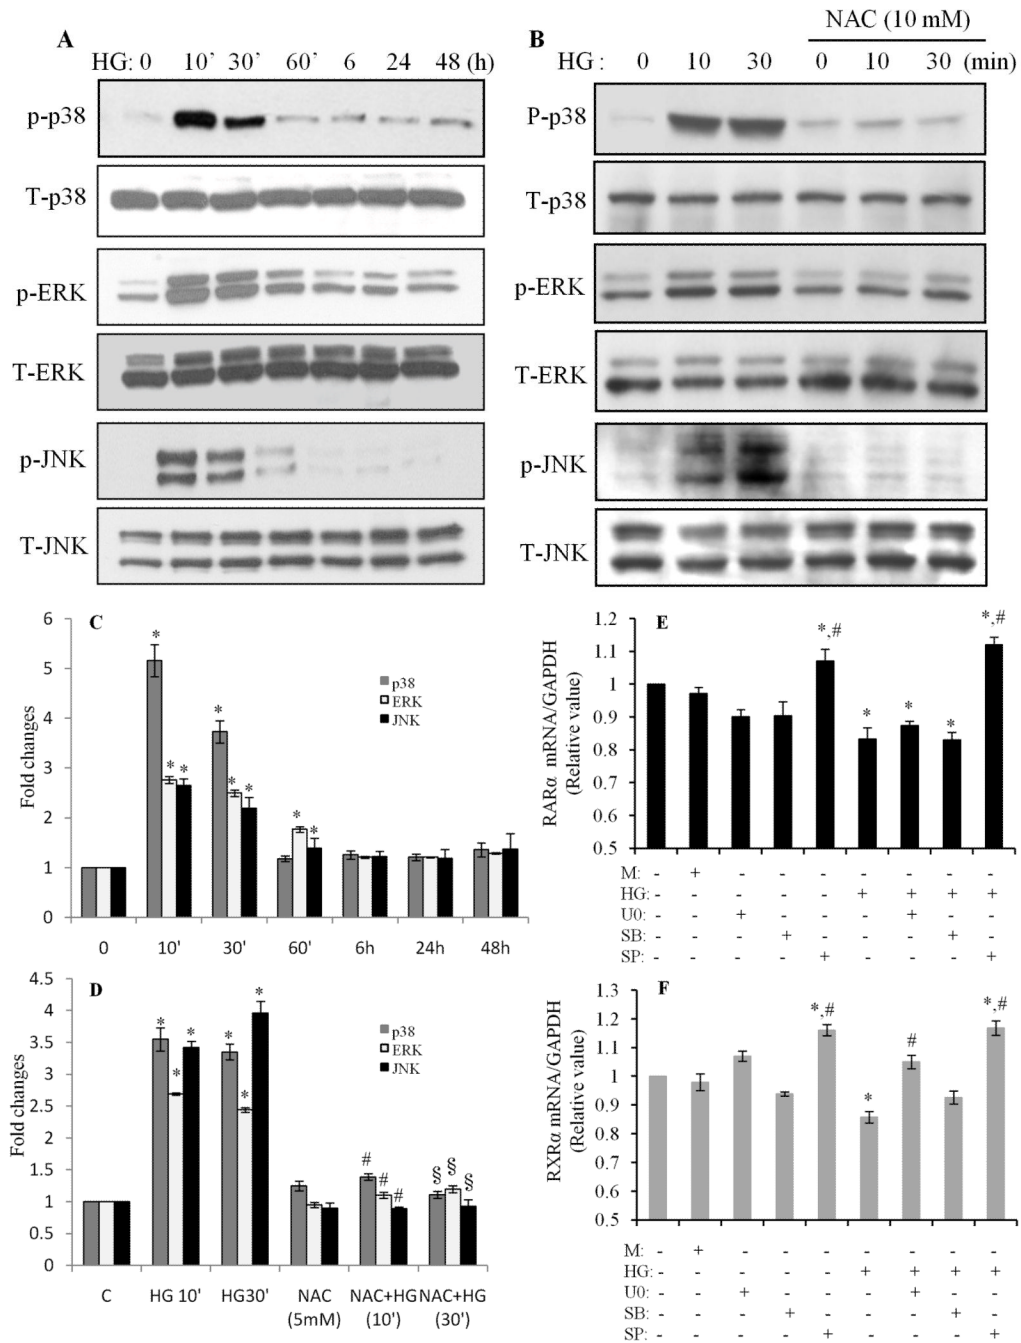 A
HG: 0 10’ 30’ 60’ 6 24 48 (h)
p-p38
T-p38
p-ERK
T-ERK
p-JNK
T-JNK
B
NAC (10 mM)
HG : 0 10 30 0 10 30 (min)
P-p38
T-p38
p-ERK
T-ERK
p-JNK
T-JNK
C
Fold changes
6
5
4
3
2
1
0
* * * * * * * *
p38
ERK
JNK
0 10' 30' 60' 6h 24h 48h
D
Fold changes
4.5
4
3.5
3
2.5
2
1.5
1
0.5
0
* * * * * * # # # § § §
p38
ERK
JNK
C HG 10' HG30' NAC NAC+HG NAC+HG
(5mM) (10') (30')
E
RARα mRNA/GAPDH
(Relative value)
1.2
1.1
1
0.9
0.8
0.7
0.6
0.5
*,# * * * *,#
M: - + - - - - - - -
HG: - - - - - + + + +
U0: - - + - - - + - -
SB: - - - + - - - + -
SP: - - - - + - - - +
F
RXRα mRNA/GAPDH
(Relative value)
1.3
1.2
1.1
1
0.9
0.8
0.7
0.6
0.5
*,# * # *,#
M: - + - - - - - - -
HG: - - - - - + + + +
U0: - - + - - - + - -
SB: - - - + - - - + -
SP: - - - - + - - - +